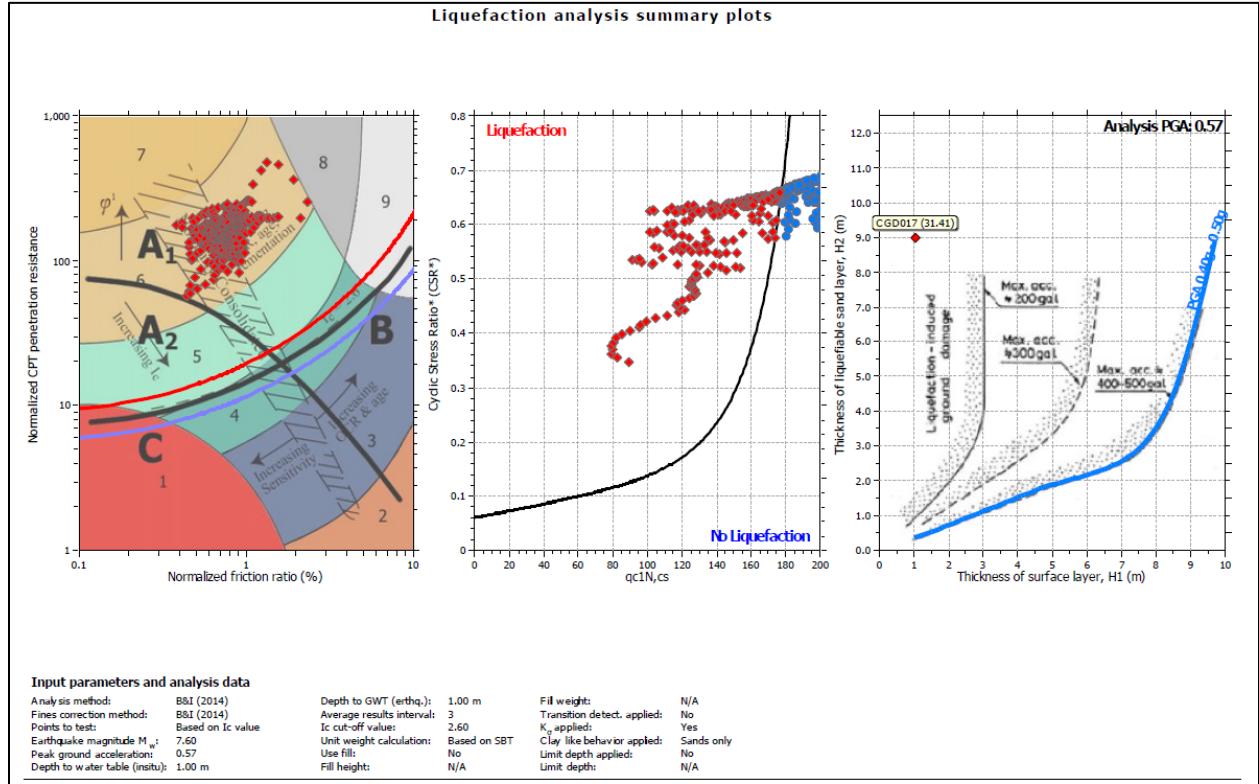 Liquefaction analysis summary plots
1,000
100
10
1
Normalized CPT penetration resistance
0.1
1
10
Normalized friction ratio (%)
7
8
9
φ'
A1
6
A2
5
B
4
3
C
1
2
Increasing Ic
Increasing
OCR & age
Increasing
Sensitivity
0.8
0.7
0.6
0.5
0.4
0.3
0.2
0.1
0
Cyclic Stress Ratio* (CSR*)
Liquefaction
No Liquefaction
0 20 40 60 80 100 120 140 160 180 200
qc1N,cs
12.0
11.0
10.0
9.0
8.0
7.0
6.0
5.0
4.0
3.0
2.0
1.0
0.0
Thickness of liquefiable sand layer, H2 (m)
Analysis PGA: 0.57
CGD017 (31.41)
Liquefaction-induced
ground damage
Max. acc.
≒200gal
Max. acc.
≒300gal
Max. acc. ≒
400-500gal
0 1 2 3 4 5 6 7 8 9 10
Thickness of surface layer, H1 (m)
Input parameters and analysis data
Analysis method: B&I (2014) Depth to GWT (erthq.): 1.00 m Fill weight: N/A
Fines correction method: B&I (2014) Average results interval: 3 Transition detect. applied: No
Points to test: Based on Ic value Ic cut-off value: 2.60 Kσ applied: Yes
Earthquake magnitude Mw: 7.60 Unit weight calculation: Based on SBT Clay like behavior applied: Sands only
Peak ground acceleration: 0.57 Use fill: No Limit depth applied: No
Depth to water table (insitu): 1.00 m Fill height: N/A Limit depth: N/A